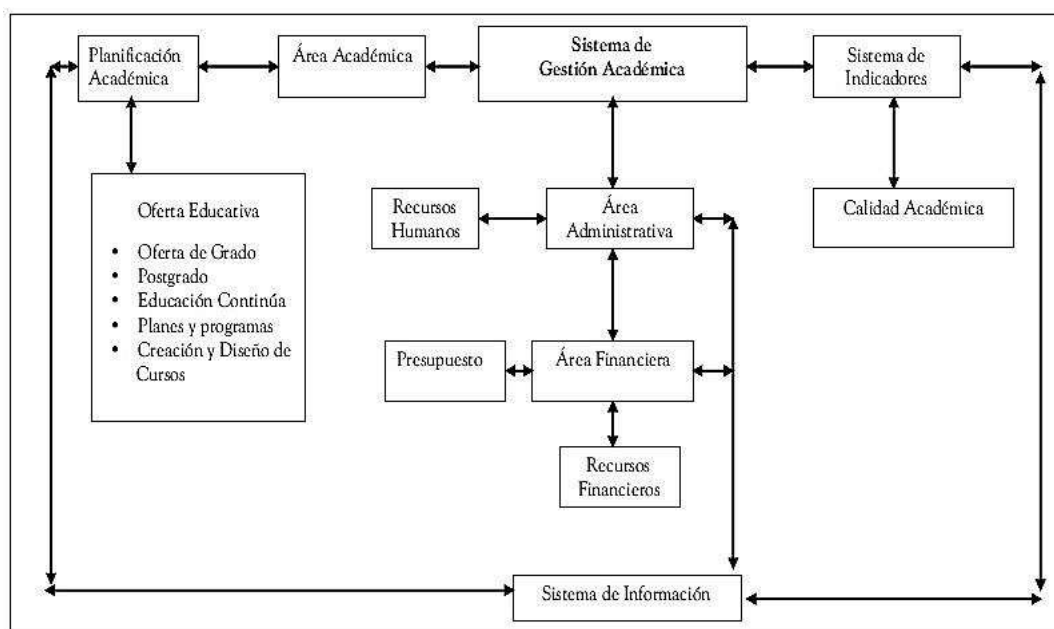 Planificación
Académica
Área Académica
Sistema de
Gestión Académica
Sistema de
Indicadores
Oferta Educativa
• Oferta de Grado
• Postgrado
• Educación Continúa
• Planes y programas
• Creación y Diseño de
Cursos
Recursos
Humanos
Área
Administrativa
Calidad Académica
Presupuesto
Área Financiera
Recursos
Financieros
Sistema de Información